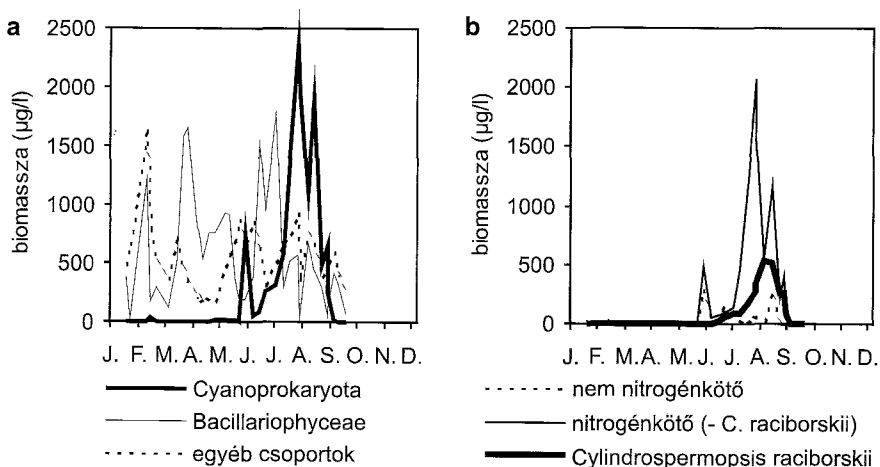 a
2500
2000
1500
1000
500
0
biomassza (µg/l)
J. F. M. A. M. J. J. A. S. O. N. D.
Cyanoprokaryota
Bacillariophyceae
egyéb csoportok
b
2500
2000
1500
1000
500
0
biomassza (µg/l)
J. F. M. A. M. J. J. A. S. O. N. D.
nem nitrogénkötő
nitrogénkötő (- C. raciborskii)
Cylindrospermopsis raciborskii